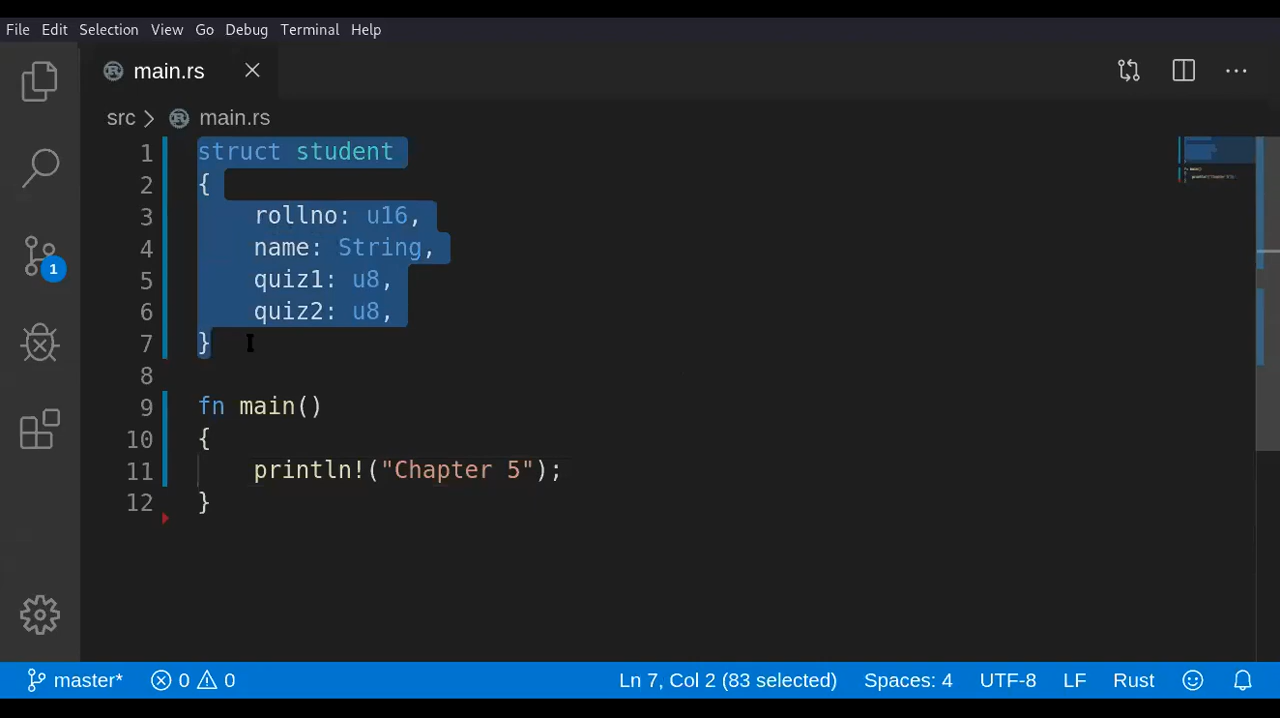 File Edit Selection View Go Debug Terminal Help
main.rs
src > main.rs
1 struct student
2 {
3 rollno: u16,
4 name: String,
5 quiz1: u8,
6 quiz2: u8,
7 }
8
9 fn main()
10 {
11 println!("Chapter 5");
12 }
1
master* 0 0 Ln 7, Col 2 (83 selected) Spaces: 4 UTF-8 LF Rust